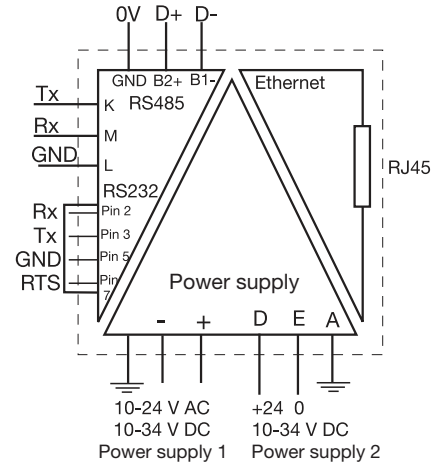 0V D+ D-
GND B2+ B1- Ethernet
Tx K RS485
Rx M
GND L RJ45
RS232
Rx Pin 2
Tx Pin 3
GND Pin 5
RTS Pin 7
Power supply
- + D E A
10-24 V AC +24 0
10-34 V DC 10-34 V DC
Power supply 1 Power supply 2